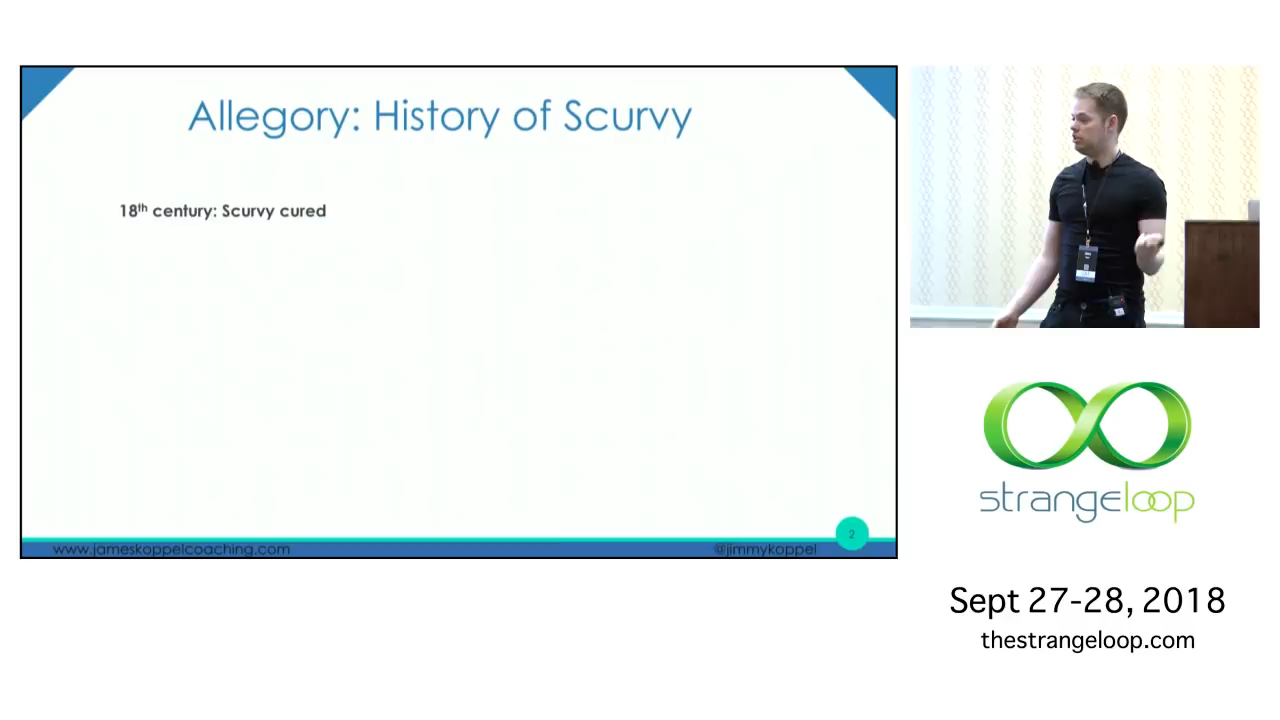 Allegory: History of Scurvy
18th century: Scurvy cured
2
www.jameskoppelcoaching.com
@jimmykoppel
strangeloop
Sept 27-28, 2018
thestrangeloop.com